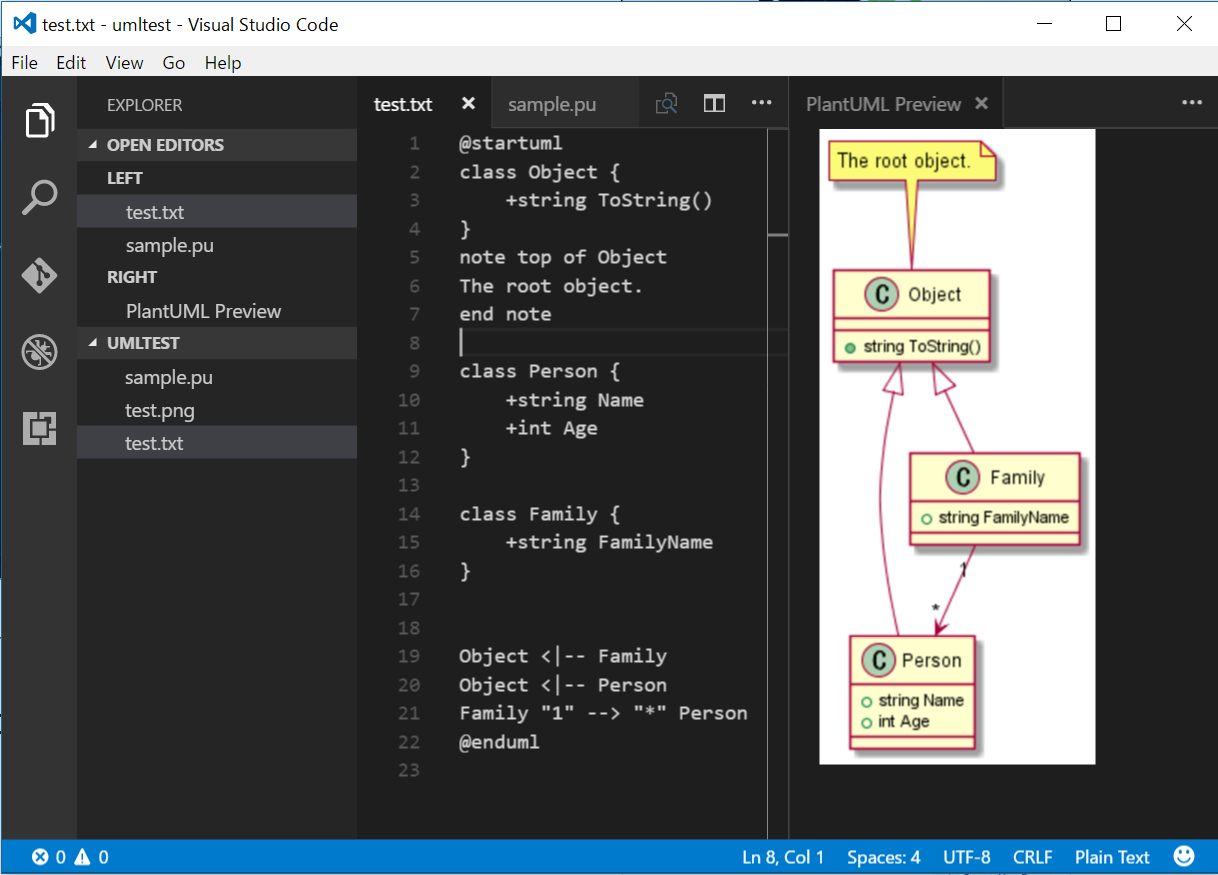 test.txt - umltest - Visual Studio Code
File Edit View Go Help
EXPLORER
OPEN EDITORS
LEFT
test.txt
sample.pu
RIGHT
PlantUML Preview
UMLTEST
sample.pu
test.png
test.txt
test.txt sample.pu
1 @startuml
2 class Object {
3     +string ToString()
4 }
5 note top of Object
6 The root object.
7 end note
8
9 class Person {
10     +string Name
11     +int Age
12 }
13
14 class Family {
15     +string FamilyName
16 }
17
18
19 Object <|-- Family
20 Object <|-- Person
21 Family "1" --> "*" Person
22 @enduml
23
PlantUML Preview
The root object.
C Object
string ToString()
C Family
string FamilyName
1
*
C Person
string Name
int Age
0 0 Ln 8, Col 1 Spaces: 4 UTF-8 CRLF Plain Text